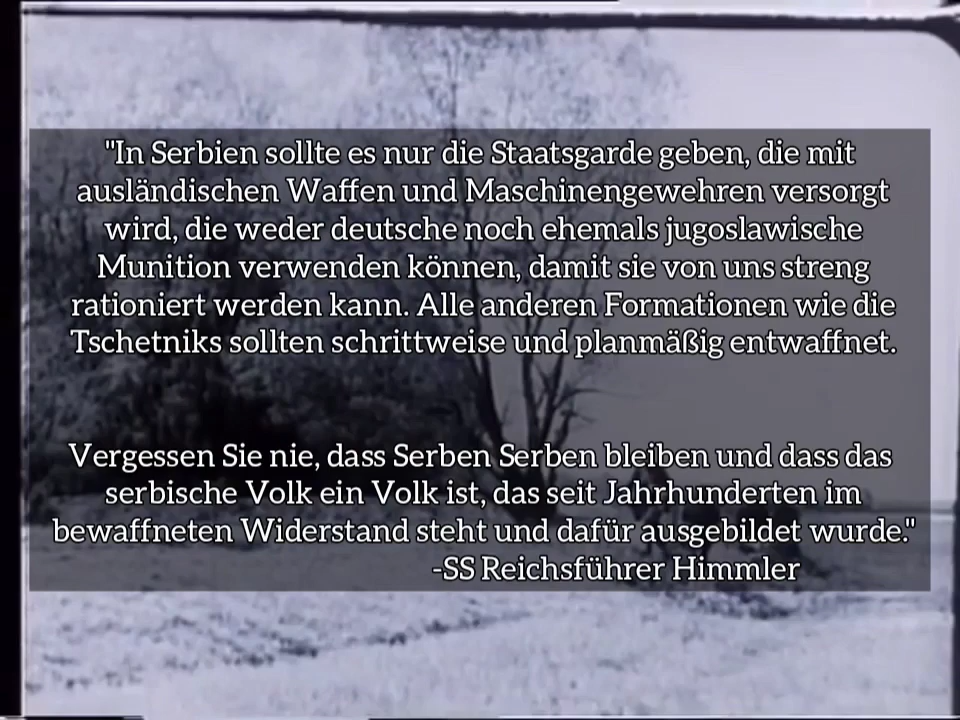 "In Serbien sollte es nur die Staatsgarde geben, die mit
ausländischen Waffen und Maschinengewehren versorgt
wird, die weder deutsche noch ehemals jugoslawische
Munition verwenden können, damit sie von uns streng
rationiert werden kann. Alle anderen Formationen wie die
Tschetniks sollten schrittweise und planmäßig entwaffnet.
Vergessen Sie nie, dass Serben Serben bleiben und dass das
serbische Volk ein Volk ist, das seit Jahrhunderten im
bewaffneten Widerstand steht und dafür ausgebildet wurde."
-SS Reichsführer Himmler